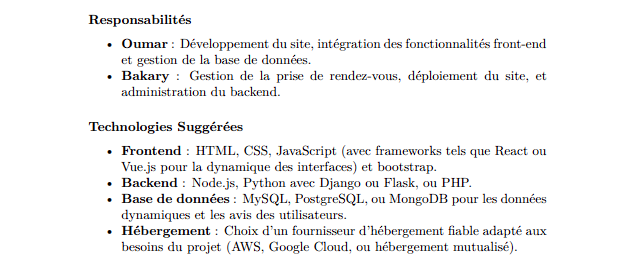 Responsabilités
• Oumar : Développement du site, intégration des fonctionnalités front-end
et gestion de la base de données.
• Bakary : Gestion de la prise de rendez-vous, déploiement du site, et
administration du backend.
Technologies Suggérées
• Frontend : HTML, CSS, JavaScript (avec frameworks tels que React ou
Vue.js pour la dynamique des interfaces) et bootstrap.
• Backend : Node.js, Python avec Django ou Flask, ou PHP.
• Base de données : MySQL, PostgreSQL, ou MongoDB pour les données
dynamiques et les avis des utilisateurs.
• Hébergement : Choix d'un fournisseur d'hébergement fiable adapté aux
besoins du projet (AWS, Google Cloud, ou hébergement mutualisé).